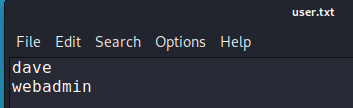 user.txt
File Edit Search Options Help
dave
webadmin